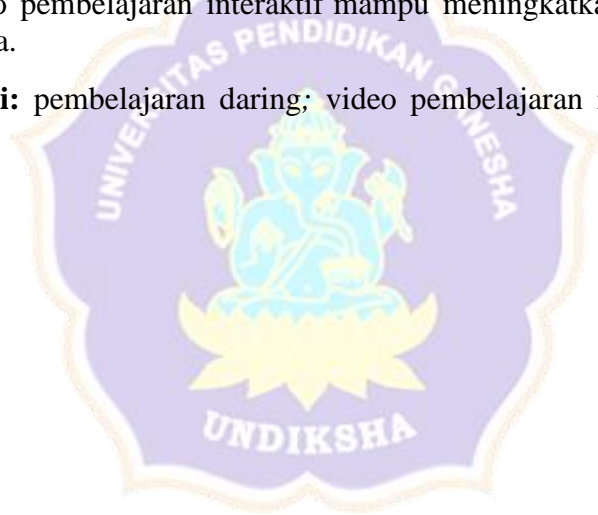 pembelajaran interaktif mampu meningkatka
a.
i: pembelajaran daring; video pembelajaran
UNIVERSITAS PENDIDIKAN GANESHA
UNDIKSHA